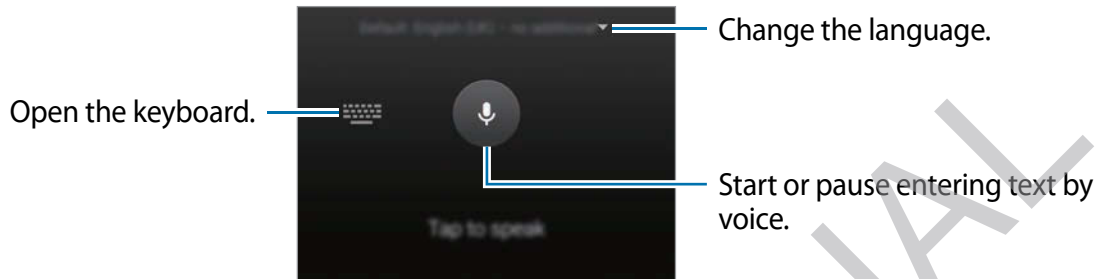 Change the language.
Open the keyboard.
Start or pause entering text by
voice.
Tap to speak